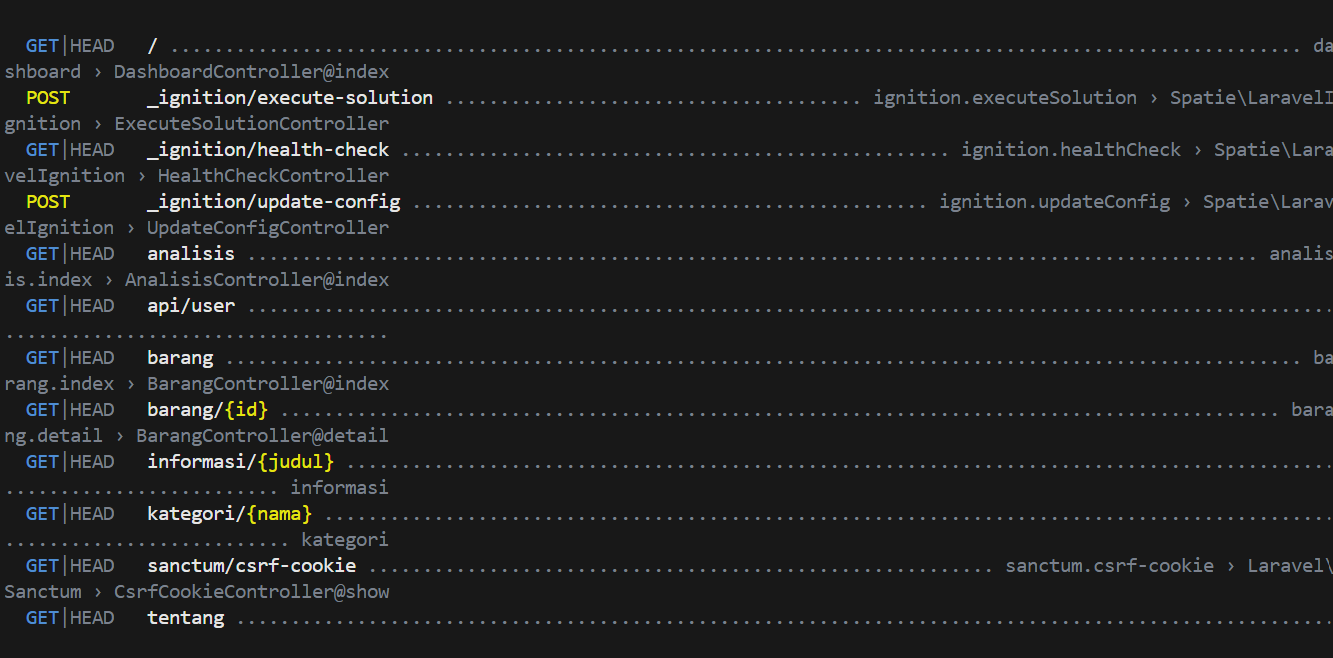 GET|HEAD / ........................................................................................................ da
shboard › DashboardController@index
POST _ignition/execute-solution ...................................... ignition.executeSolution › Spatie\LaravelI
gnition › ExecuteSolutionController
GET|HEAD _ignition/health-check .................................................. ignition.healthCheck › Spatie\Lara
velIgnition › HealthCheckController
POST _ignition/update-config ............................................... ignition.updateConfig › Spatie\Larav
elIgnition › UpdateConfigController
GET|HEAD analisis ............................................................................................ analis
is.index › AnalisisController@index
GET|HEAD api/user ...................................................................................................
...................................
GET|HEAD barang .................................................................................................. ba
rang.index › BarangController@index
GET|HEAD barang/{id} ........................................................................................... bara
ng.detail › BarangController@detail
GET|HEAD informasi/{judul} ..........................................................................................
......................... informasi
GET|HEAD kategori/{nama} ............................................................................................
.......................... kategori
GET|HEAD sanctum/csrf-cookie ......................................................... sanctum.csrf-cookie › Laravel\
Sanctum › CsrfCookieController@show
GET|HEAD tentang ....................................................................................................